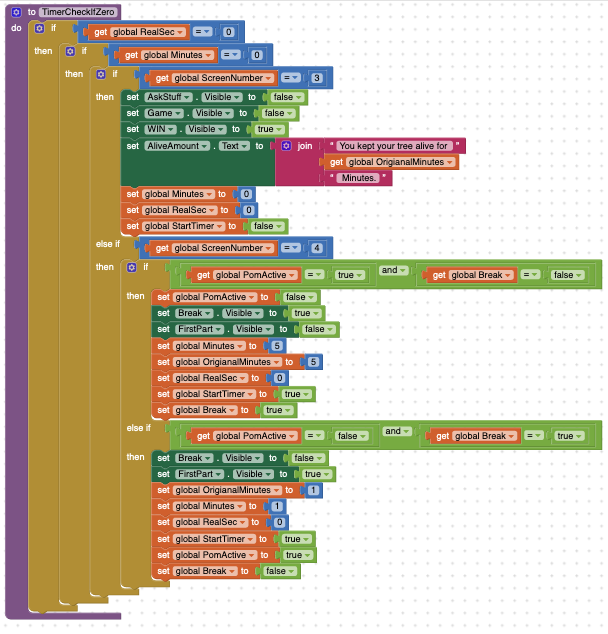 to TimerCheckIfZero
do if get global RealSec = 0
then if get global Minutes = 0
then if get global ScreenNumber = 3
then set AskStuff . Visible to false
set Game . Visible to false
set WIN . Visible to true
set AliveAmount . Text to join " You kept your tree alive for "
get global OrigianalMinutes
" Minutes. "
set global Minutes to 0
set global RealSec to 0
set global StartTimer to false
else if get global ScreenNumber = 4
then if get global PomActive = true and get global Break = false
then set global PomActive to false
set Break . Visible to true
set FirstPart . Visible to false
set global Minutes to 5
set global OrigianalMinutes to 5
set global RealSec to 0
set global StartTimer to true
set global Break to true
else if get global PomActive = false and get global Break = true
then set Break . Visible to false
set FirstPart . Visible to true
set global OrigianalMinutes to 1
set global Minutes to 1
set global RealSec to 0
set global StartTimer to true
set global PomActive to true
set global Break to false